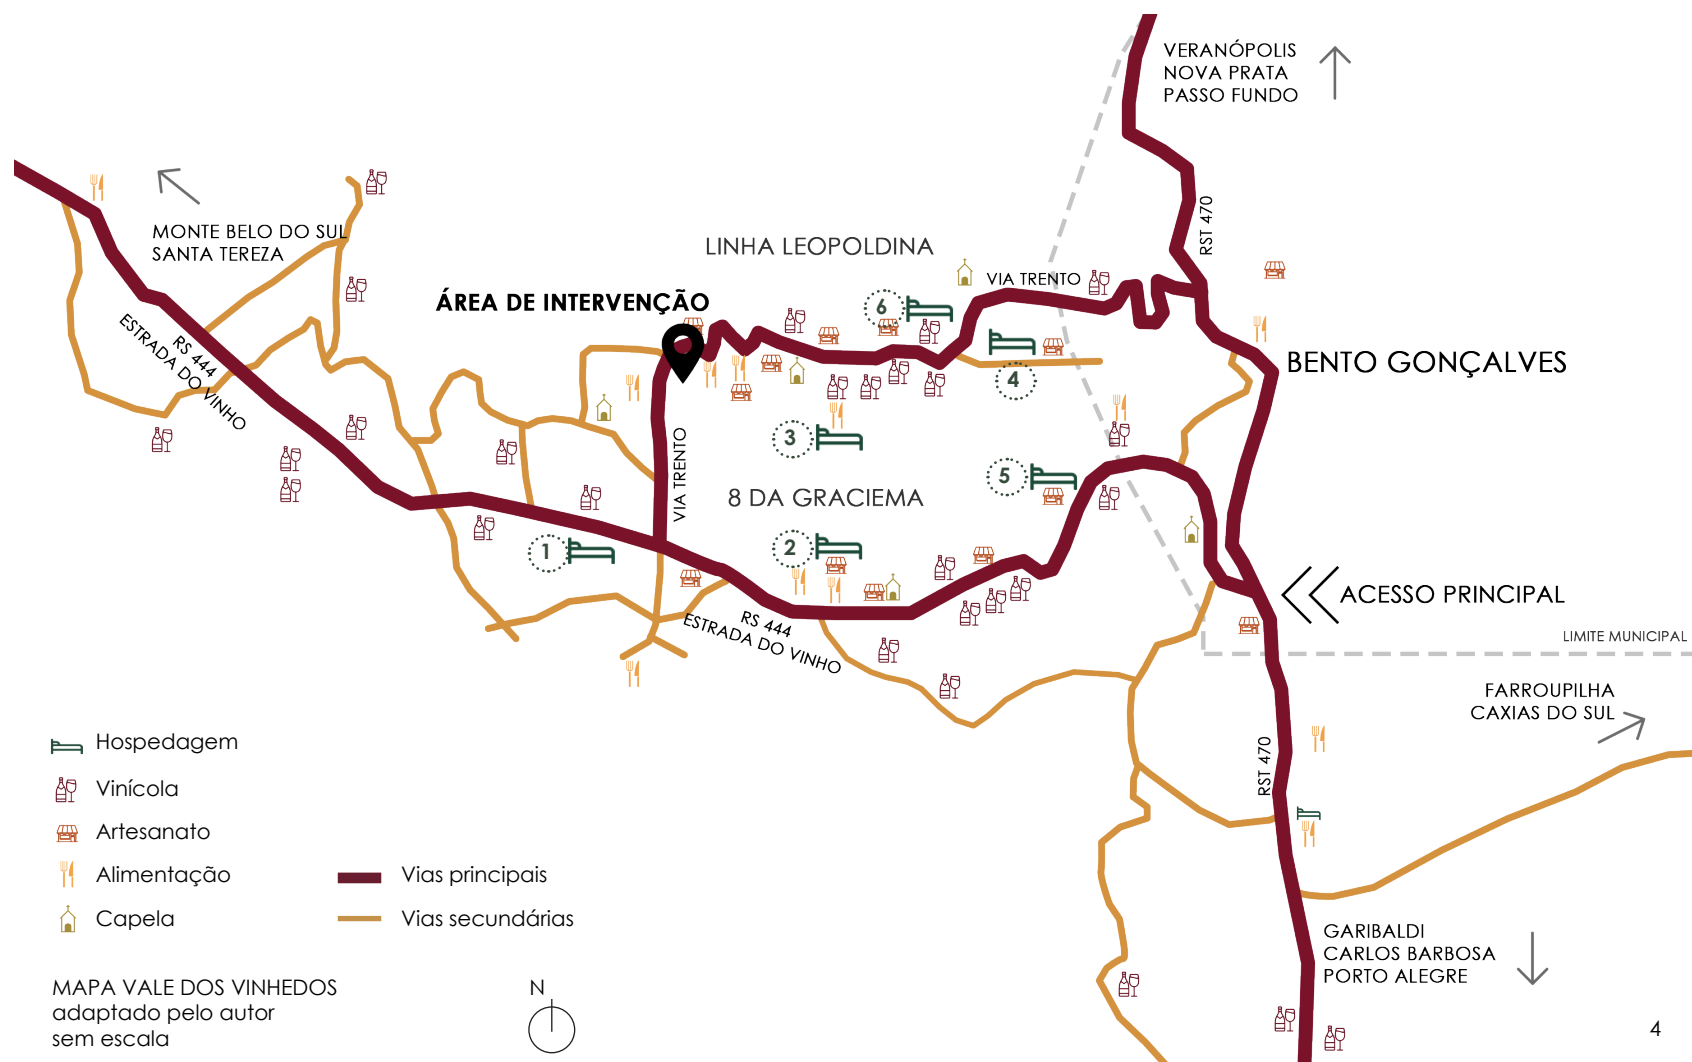 VERANÓPOLIS
NOVA PRATA
PASSO FUNDO
RST 470
MONTE BELO DO SUL
SANTA TEREZA
LINHA LEOPOLDINA
VIA TRENTO
ÁREA DE INTERVENÇÃO
6
RS 444
ESTRADA DO VINHO
BENTO GONÇALVES
4
3
VIA TRENTO
5
8 DA GRACIEMA
1
2
ACESSO PRINCIPAL
RS 444
ESTRADA DO VINHO
LIMITE MUNICIPAL
FARROUPILHA
CAXIAS DO SUL
RST 470
Hospedagem
Vinícola
Artesanato
Alimentação
Capela
Vias principais
Vias secundárias
GARIBALDI
CARLOS BARBOSA
PORTO ALEGRE
MAPA VALE DOS VINHEDOS
adaptado pelo autor
sem escala
N
4